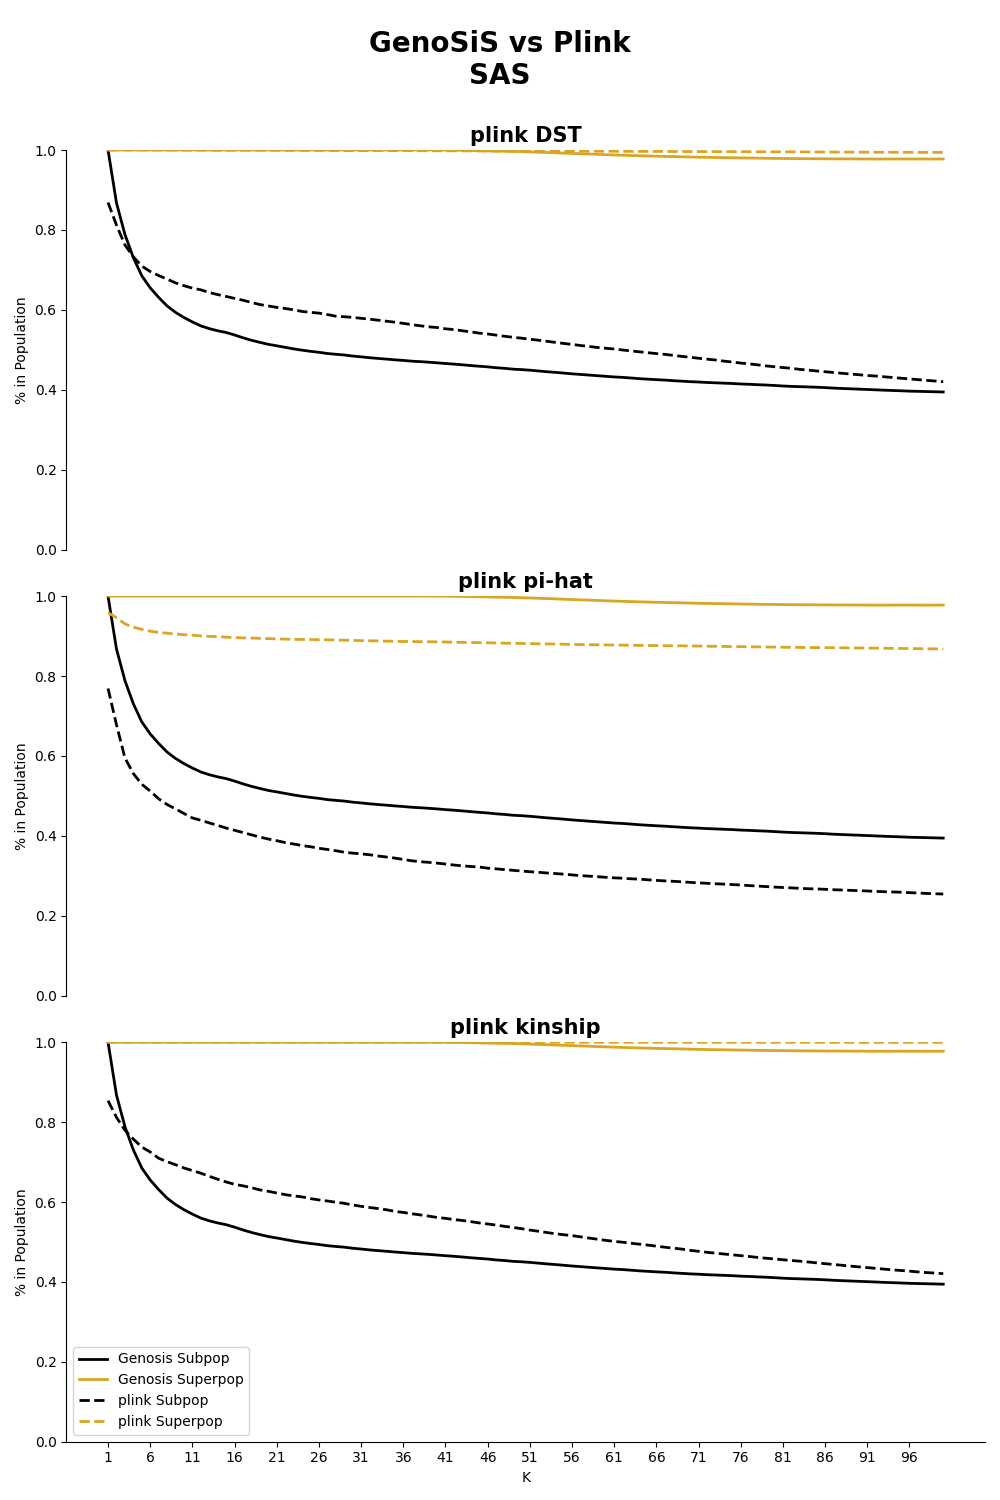 GenoSiS vs Plink
SAS
plink DST
1.0
0.8
0.6
0.4
0.2
0.0
% in Population
plink pi-hat
1.0
0.8
0.6
0.4
0.2
0.0
% in Population
plink kinship
1.0
0.8
0.6
0.4
0.2
0.0
% in Population
Genosis Subpop
Genosis Superpop
plink Subpop
plink Superpop
1 6 11 16 21 26 31 36 41 46 51 56 61 66 71 76 81 86 91 96
K